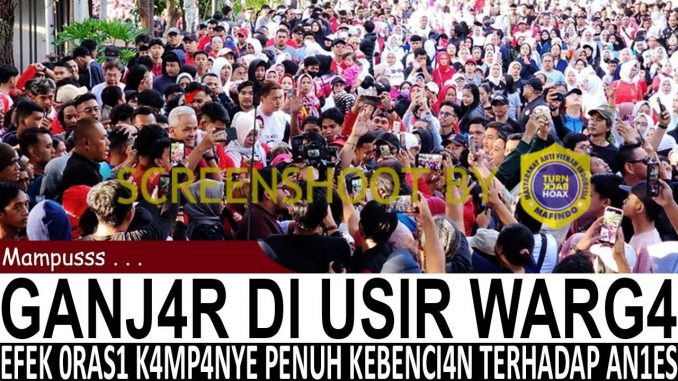 SCREENSHOOT BY
MASYARAKAT ANTI FITNAH INDONESIA
TURN
BACK
HOAX
MAFINDO
Mampusss . . .
GANJ4R DI USIR WARG4
EFEK 0RAS1 K4MP4NYE PENUH KEBENCI4N TERHADAP AN1ES